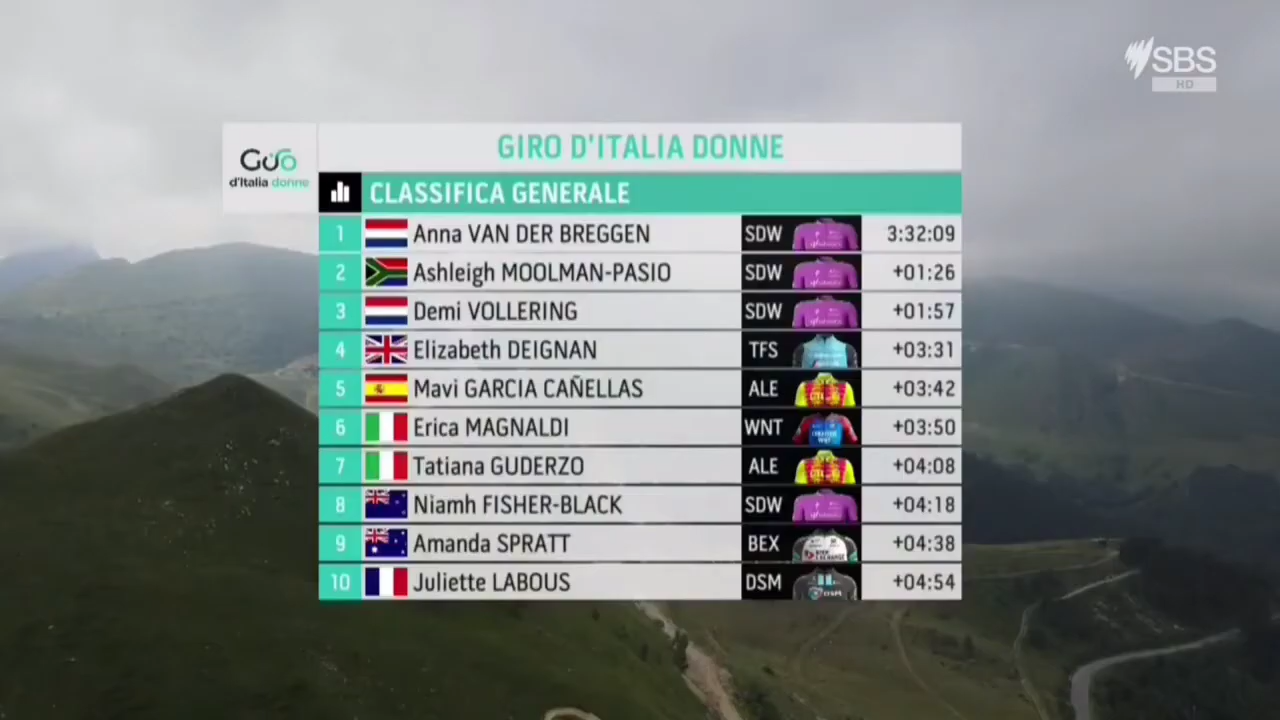 SBS
HD
Giro
d'Italia donne
GIRO D'ITALIA DONNE
CLASSIFICA GENERALE
1 Anna VAN DER BREGGEN SDW 3:32:09
2 Ashleigh MOOLMAN-PASIO SDW +01:26
3 Demi VOLLERING SDW +01:57
4 Elizabeth DEIGNAN TFS +03:31
5 Mavi GARCIA CAÑELLAS ALE +03:42
6 Erica MAGNALDI WNT +03:50
7 Tatiana GUDERZO ALE +04:08
8 Niamh FISHER-BLACK SDW +04:18
9 Amanda SPRATT BEX +04:38
10 Juliette LABOUS DSM +04:54